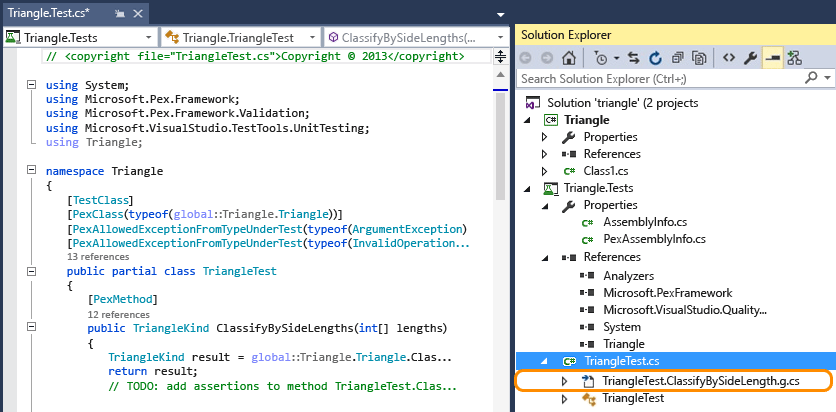 Triangle.Test.cs*
Triangle.Tests
Triangle.TriangleTest
ClassifyBySideLengths(...
// <copyright file="TriangleTest.cs">Copyright © 2013</copyright>
using System;
using Microsoft.Pex.Framework;
using Microsoft.Pex.Framework.Validation;
using Microsoft.VisualStudio.TestTools.UnitTesting;
using Triangle;
namespace Triangle
{
[TestClass]
[PexClass(typeof(global::Triangle.Triangle))]
[PexAllowedExceptionFromTypeUnderTest(typeof(ArgumentException)
[PexAllowedExceptionFromTypeUnderTest(typeof(InvalidOperation...
13 references
public partial class TriangleTest
{
[PexMethod]
12 references
public TriangleKind ClassifyBySideLengths(int[] lengths)
{
TriangleKind result = global::Triangle.Triangle.Clas...
return result;
// TODO: add assertions to method TriangleTest.Clas...
Solution Explorer
Search Solution Explorer (Ctrl+;)
Solution 'triangle' (2 projects
Triangle
Properties
References
Class1.cs
Triangle.Tests
Properties
AssemblyInfo.cs
PexAssemblyInfo.cs
References
Analyzers
Microsoft.PexFramework
Microsoft.VisualStudio.Quality...
System
Triangle
TriangleTest.cs
TriangleTest.ClassifyBySideLength.g.cs
TriangleTest